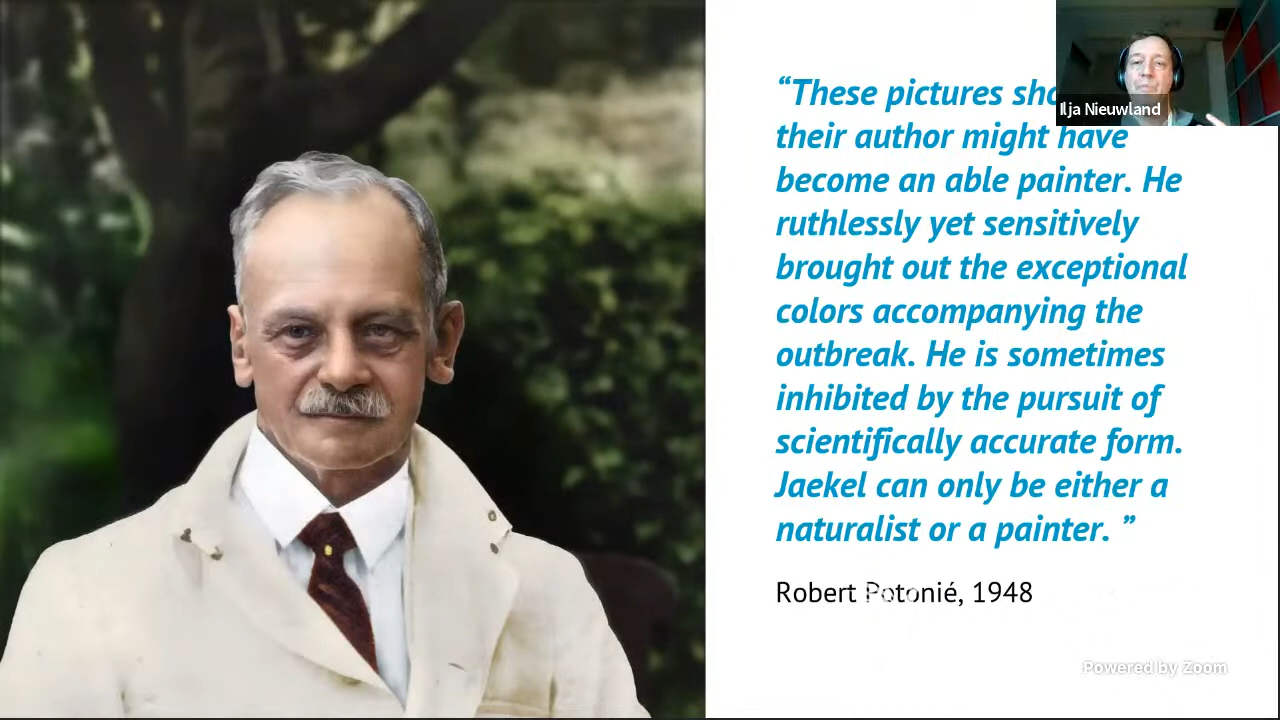 “These pictures
their author might have
become an able painter. He
ruthlessly yet sensitively
brought out the exceptional
colors accompanying the
outbreak. He is sometimes
inhibited by the pursuit of
scientifically accurate form.
Jaekel can only be either a
naturalist or a painter. ”
Robert Potonié, 1948
Ilja Nieuwland
Powered by Zoom